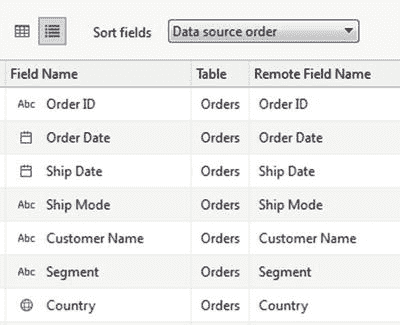 Sort fields Data source order
Field Name Table Remote Field Name
Abc Order ID Orders Order ID
Order Date Orders Order Date
Ship Date Orders Ship Date
Abc Ship Mode Orders Ship Mode
Abc Customer Name Orders Customer Name
Abc Segment Orders Segment
Country Orders Country